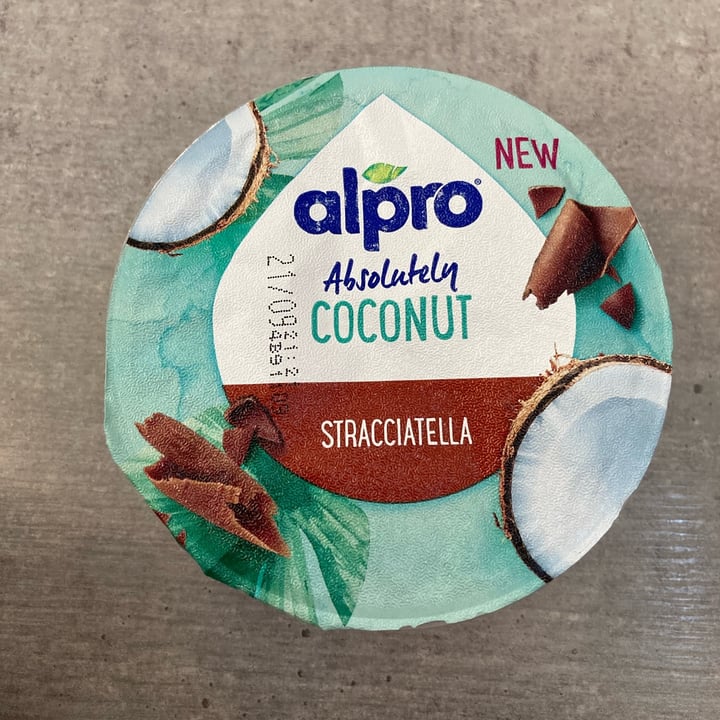 NEW
alpro®
Absolutely
COCONUT
STRACCIATELLA